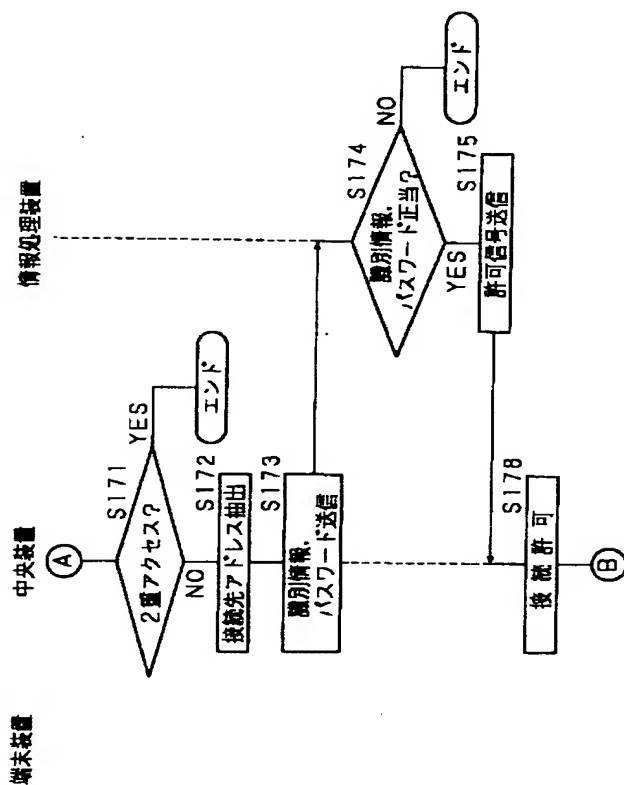 端末装置
中央装置
情報処理装置
A
S171
2重アクセス?
YES
エンド
NO
S172
接続先アドレス抽出
S173
識別情報,
パスワード送信
S174
識別情報,
パスワード正当?
NO
エンド
YES
S175
許可信号送信
S178
接続許可
B